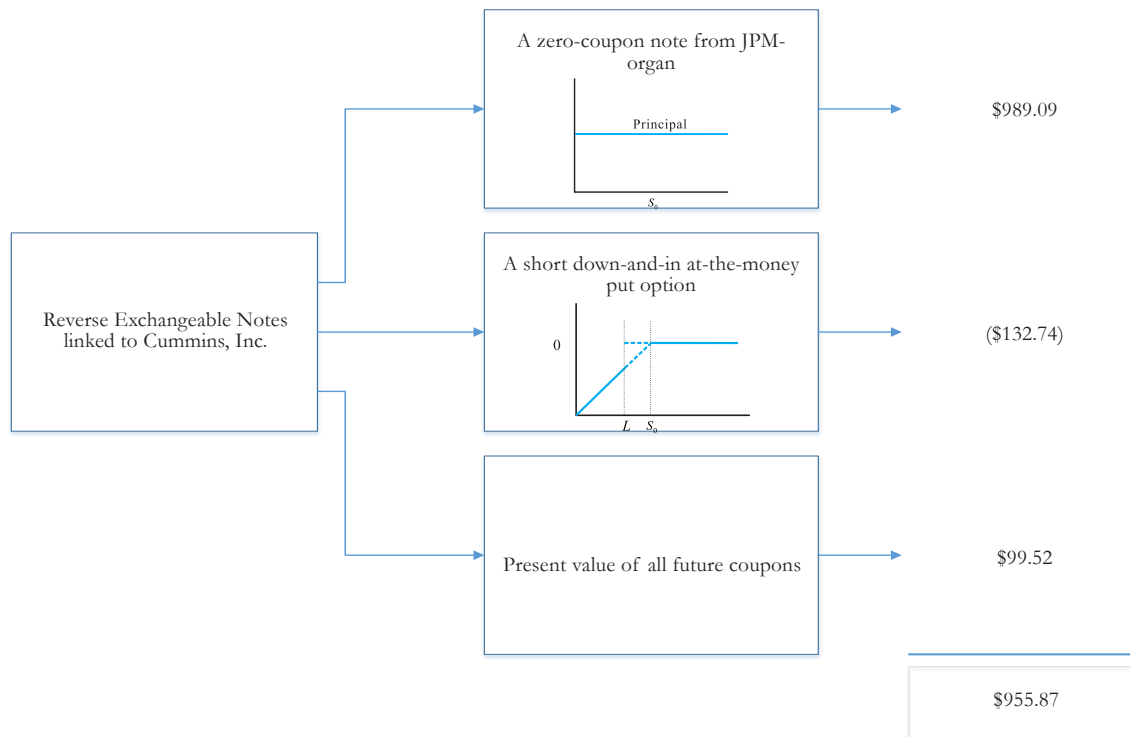 A zero-coupon note from JPM-
organ
Principal
S₀
$989.09
Reverse Exchangeable Notes
linked to Cummins, Inc.
A short down-and-in at-the-money
put option
0
L S₀
($132.74)
Present value of all future coupons
$99.52
$955.87